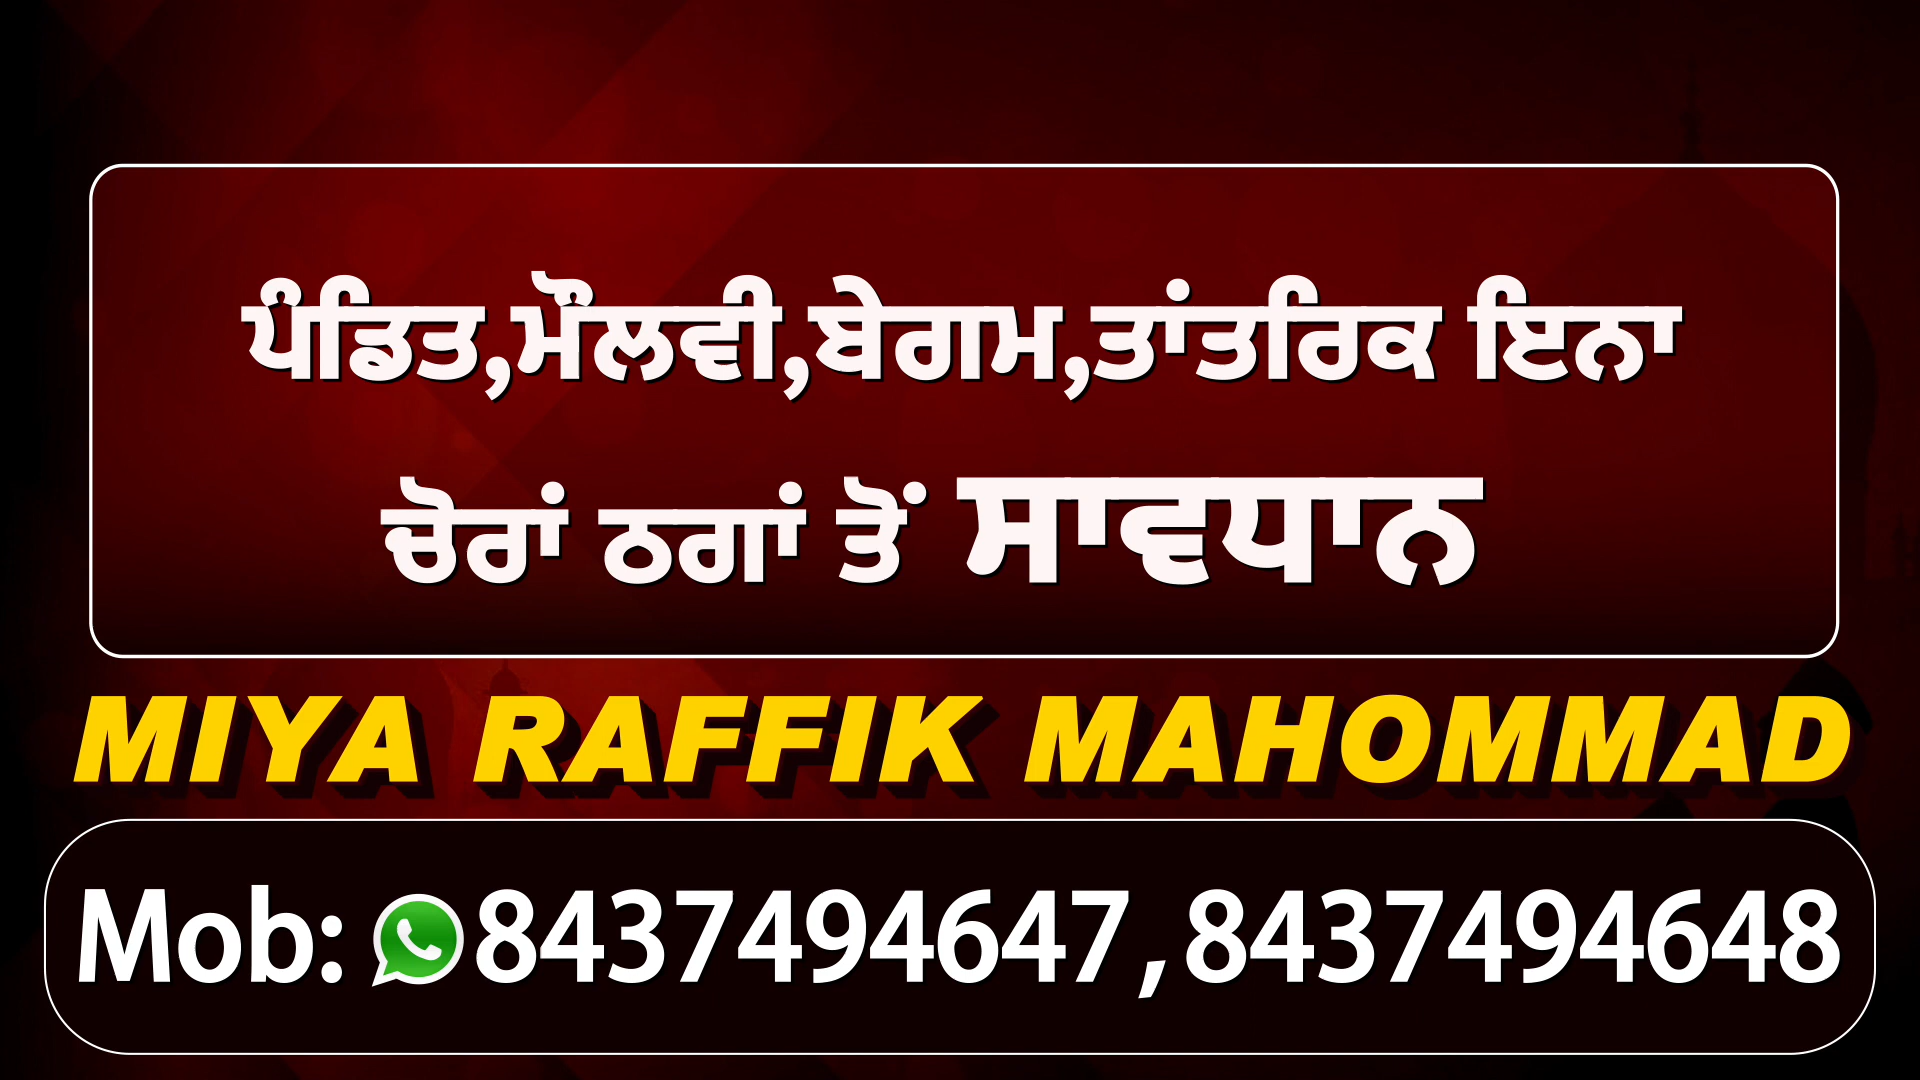 ਪੰਡਿਤ,ਮੌਲਵੀ,ਬੇਗਮ,ਤਾਂਤਰਿਕ ਇਨਾ
ਚੋਰਾਂ ਠਗਾਂ ਤੋਂ ਸਾਵਧਾਨ
MIYA RAFFIK MAHOMMAD
Mob: 8437494647, 8437494648